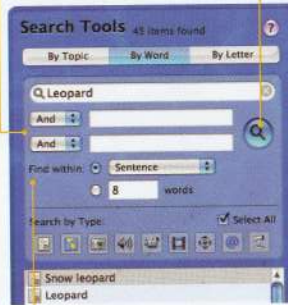 Search Tools 45 items found ?
By Topic By Word By Letter
Leopard
And
And
Find within: Sentence
8 words
Search by Type: Select All
Snow leopard
Leopard